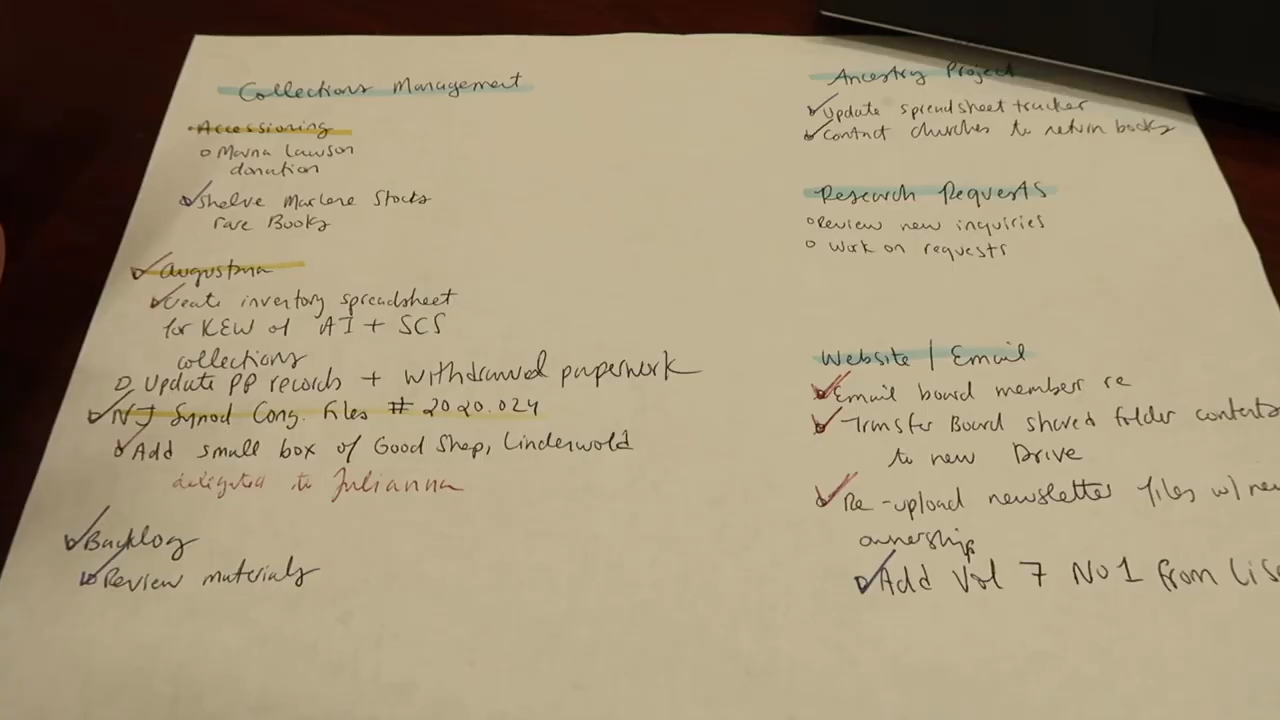 Collections Management
Accessioning
Marna Lawson
donation
Shelve Marlene Stocks
rare Books
Augustana
Create inventory spreadsheet
for KEW of AI + SCS
collections
Update PP records + withdrawal paperwork
NJ Synod Cong. Files # 2020.024
Add small box of Good Shep, Linderwold
delegated to Julianna
Backlog
Review materials
Ancestry Project
Update spreadsheet tracker
Contact churches to return books
Research Requests
Review new inquiries
Work on requests
Website / Email
Email board member re
Transfer Board shared folder contents
to new Drive
Re-upload newsletter files w/ new
ownership
Add Vol 7 No 1 from